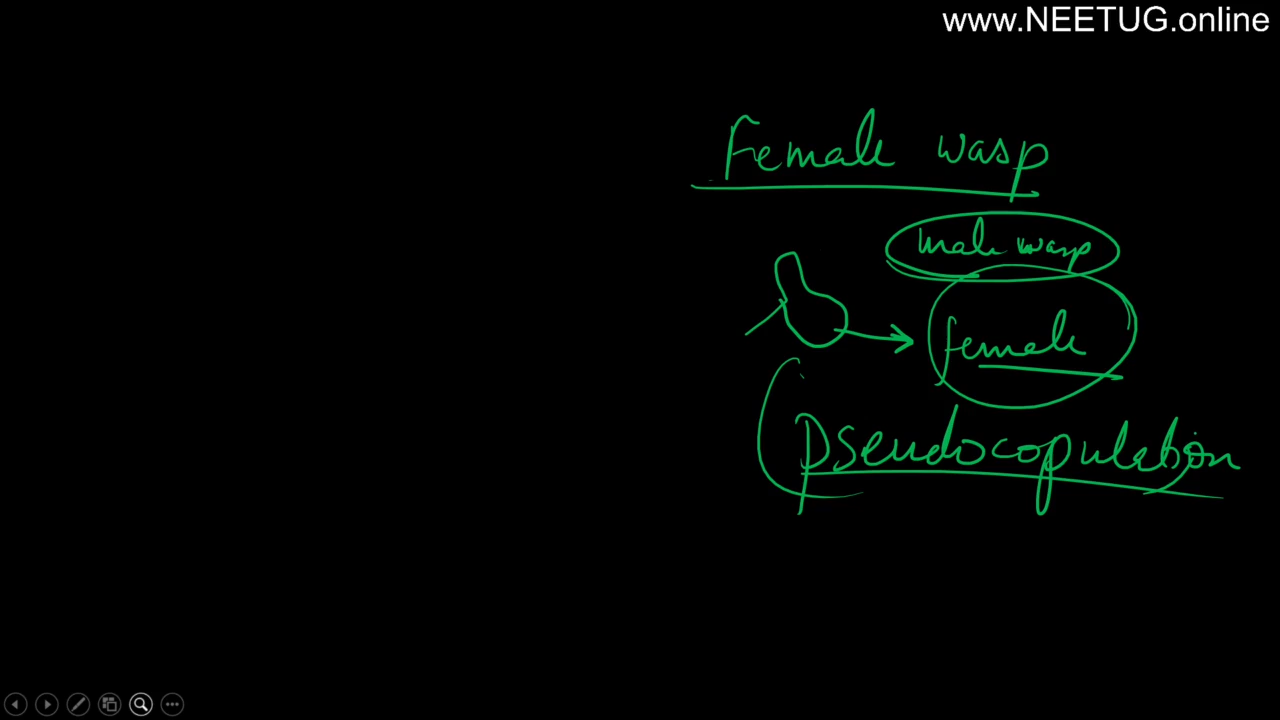 www.NEETUG.online
Female wasp
male wasp
female
pseudocopulation